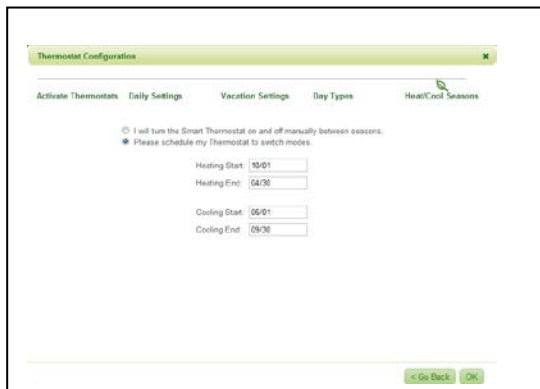 Thermostat Configuration ×
Activate Thermostats Daily Settings Vacation Settings Day Types Heat/Cool Seasons
I will turn the Smart Thermostat on and off manually between seasons.
Please schedule my Thermostat to switch modes.
Heating Start: 10/01
Heating End: 04/30
Cooling Start: 06/01
Cooling End: 09/30
< Go Back OK